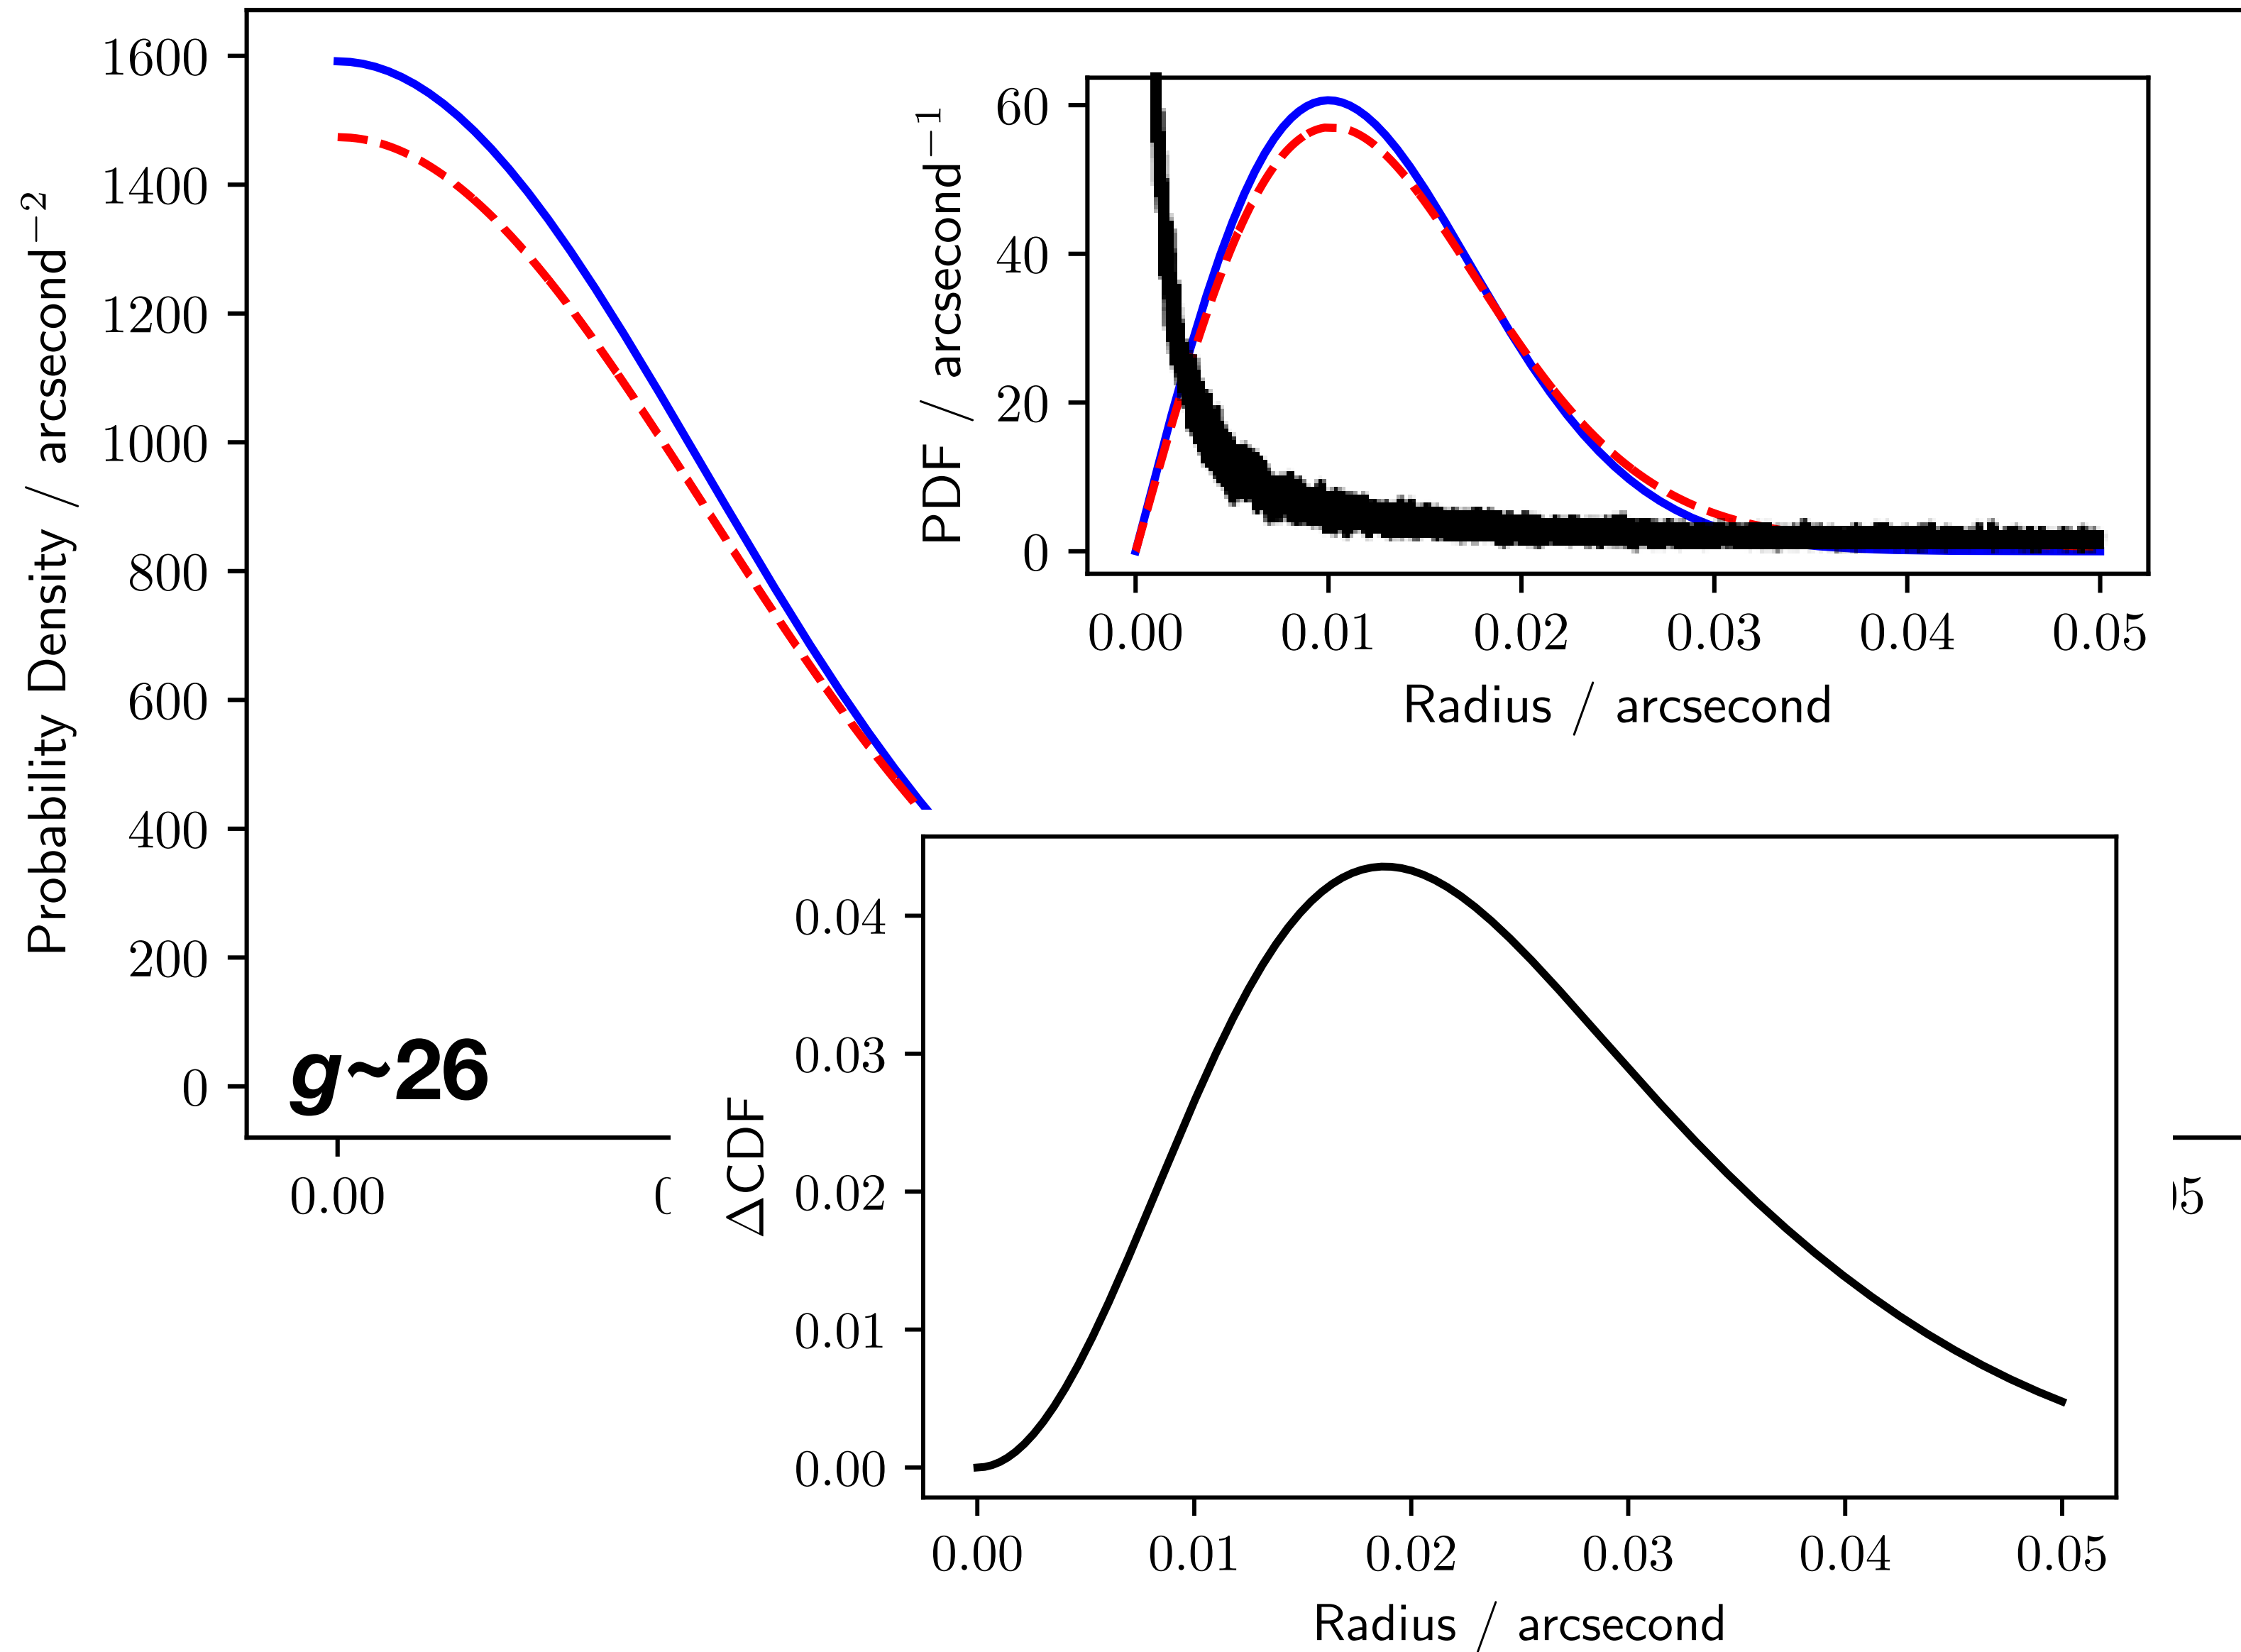 Probability Density / arcsecond−2
1600
1400
1200
1000
800
600
400
200
0
0.00
g~26
PDF / arcsecond−1
60
40
20
0
0.00 0.01 0.02 0.03 0.04 0.05
Radius / arcsecond
ΔCDF
0.04
0.03
0.02
0.01
0.00
0.00 0.01 0.02 0.03 0.04 0.05
Radius / arcsecond